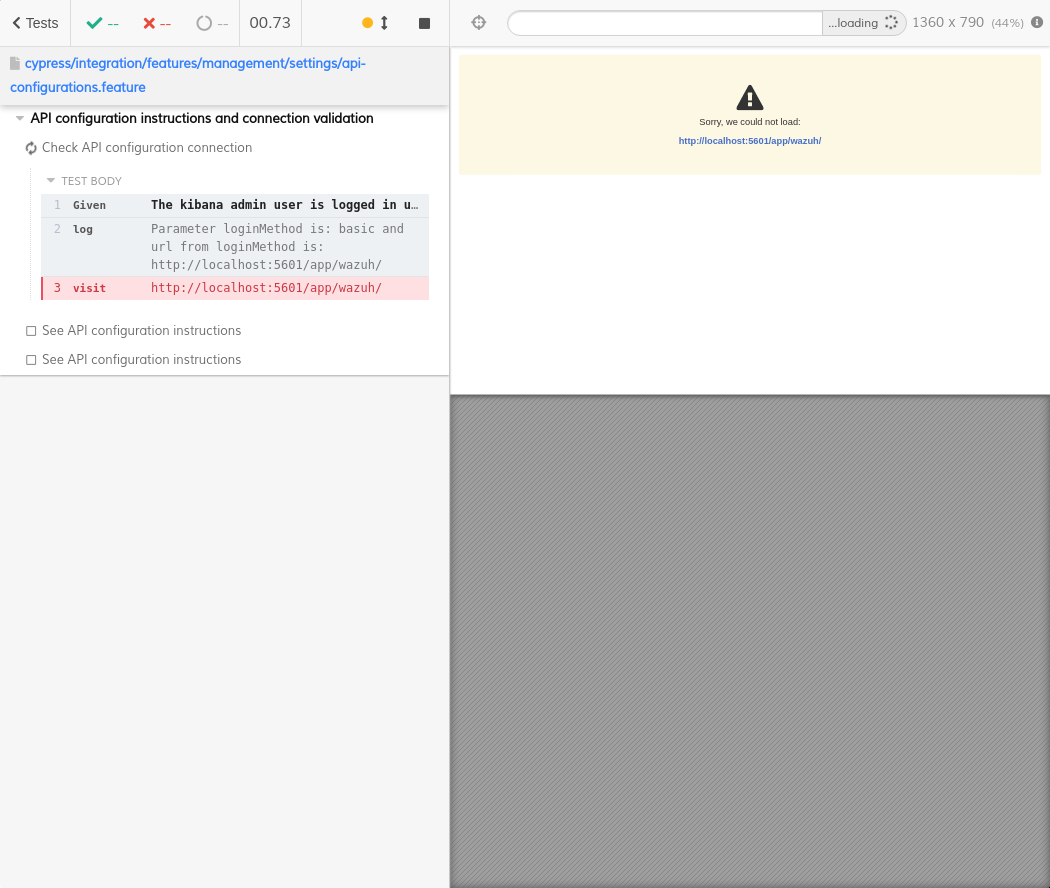 Tests
--
--
--
00.73
...loading
1360 x 790 (44%)
cypress/integration/features/management/settings/api-
configurations.feature
API configuration instructions and connection validation
Check API configuration connection
TEST BODY
1 Given The kibana admin user is logged in u…
2 log Parameter loginMethod is: basic and
url from loginMethod is:
http://localhost:5601/app/wazuh/
3 visit http://localhost:5601/app/wazuh/
See API configuration instructions
See API configuration instructions
Sorry, we could not load:
http://localhost:5601/app/wazuh/